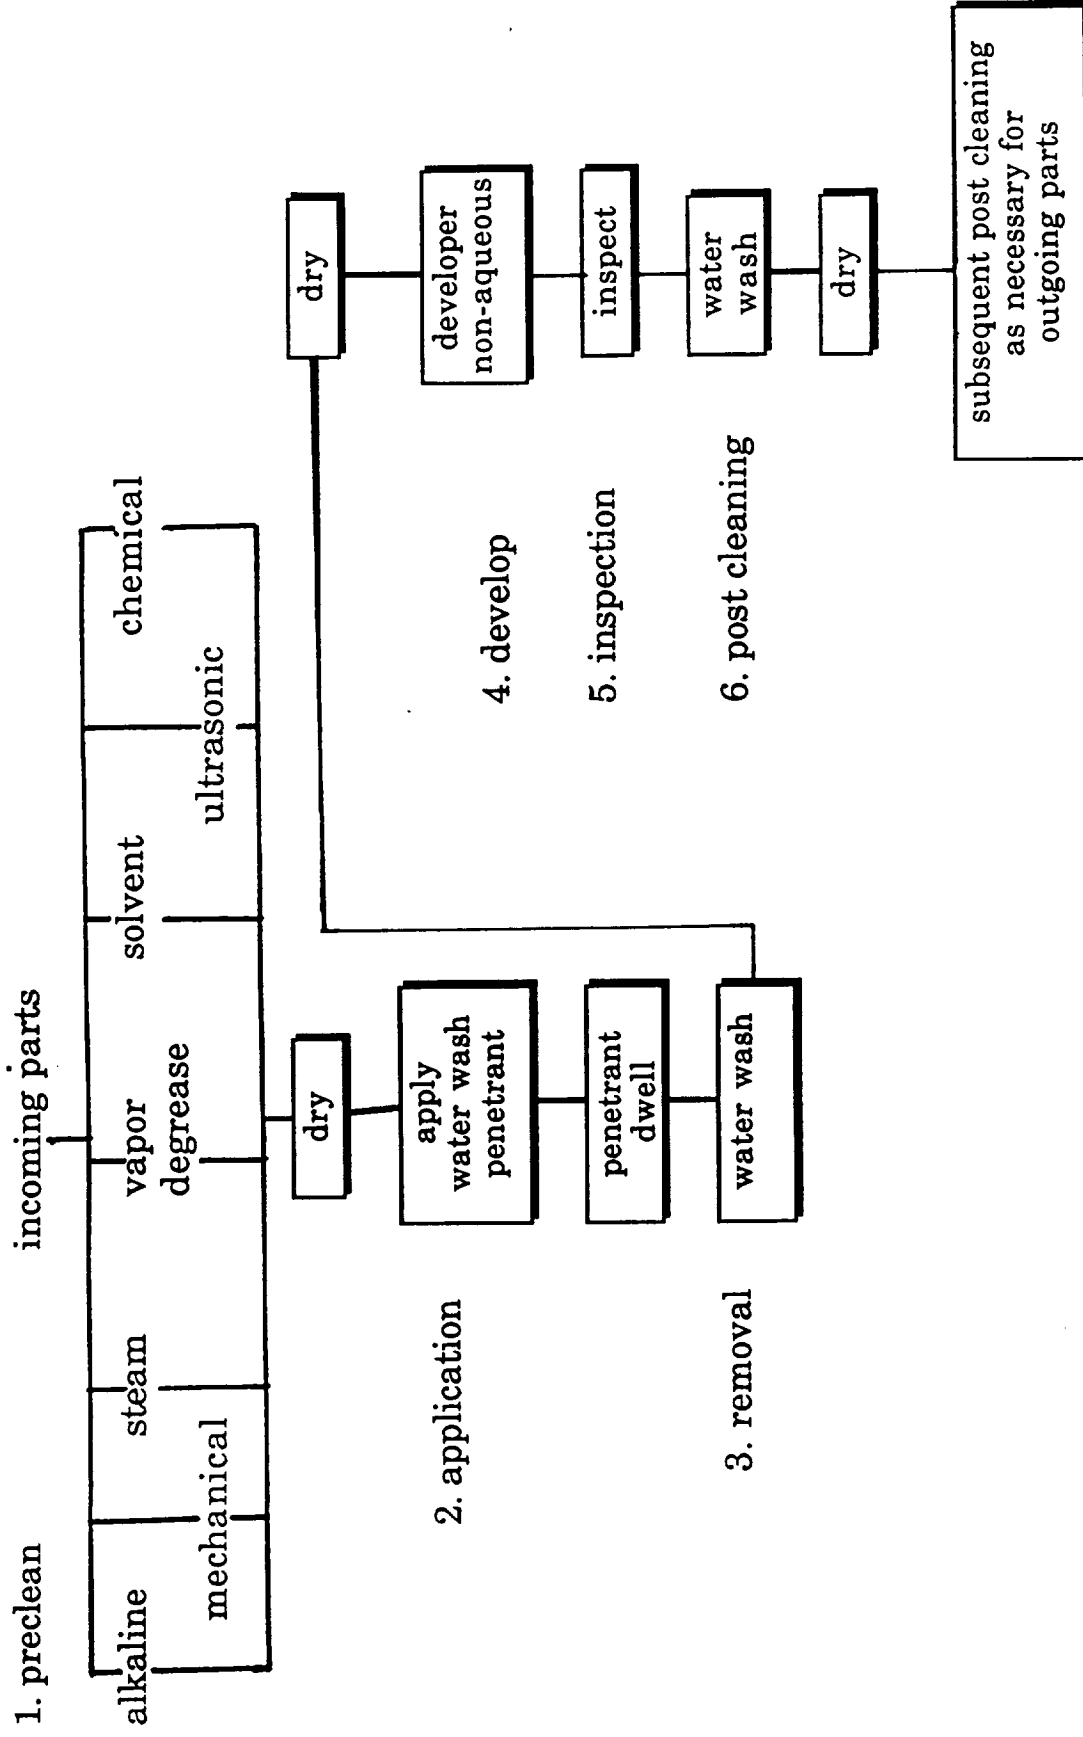 1. preclean
incoming parts
alkaline
mechanical
steam
vapor
degrease
solvent
ultrasonic
chemical
dry
2. application
apply
water wash
penetrant
penetrant
dwell
3. removal
water wash
dry
4. develop
developer
non-aqueous
5. inspection
inspect
6. post cleaning
water
wash
dry
subsequent post cleaning
as necessary for
outgoing parts